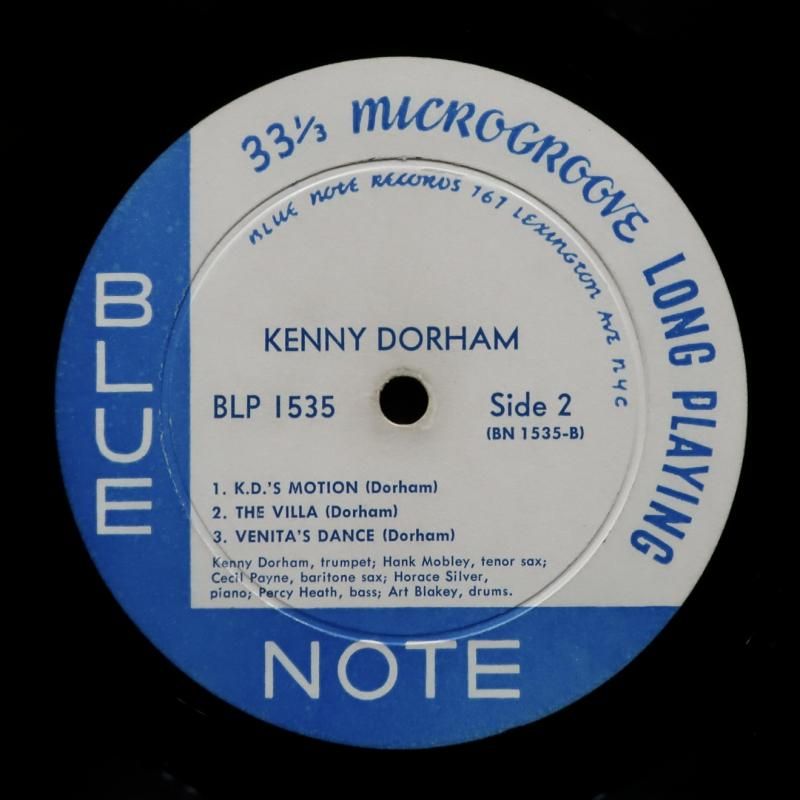 33⅓ MICROGROOVE LONG PLAYING
BLUE NOTE RECORDS 767 LEXINGTON AVE NYC
KENNY DORHAM
BLP 1535
Side 2
(BN 1535-B)
1. K.D.'S MOTION (Dorham)
2. THE VILLA (Dorham)
3. VENITA'S DANCE (Dorham)
Kenny Dorham, trumpet; Hank Mobley, tenor sax;
Cecil Payne, baritone sax; Horace Silver,
piano; Percy Heath, bass; Art Blakey, drums.
BLUE
NOTE